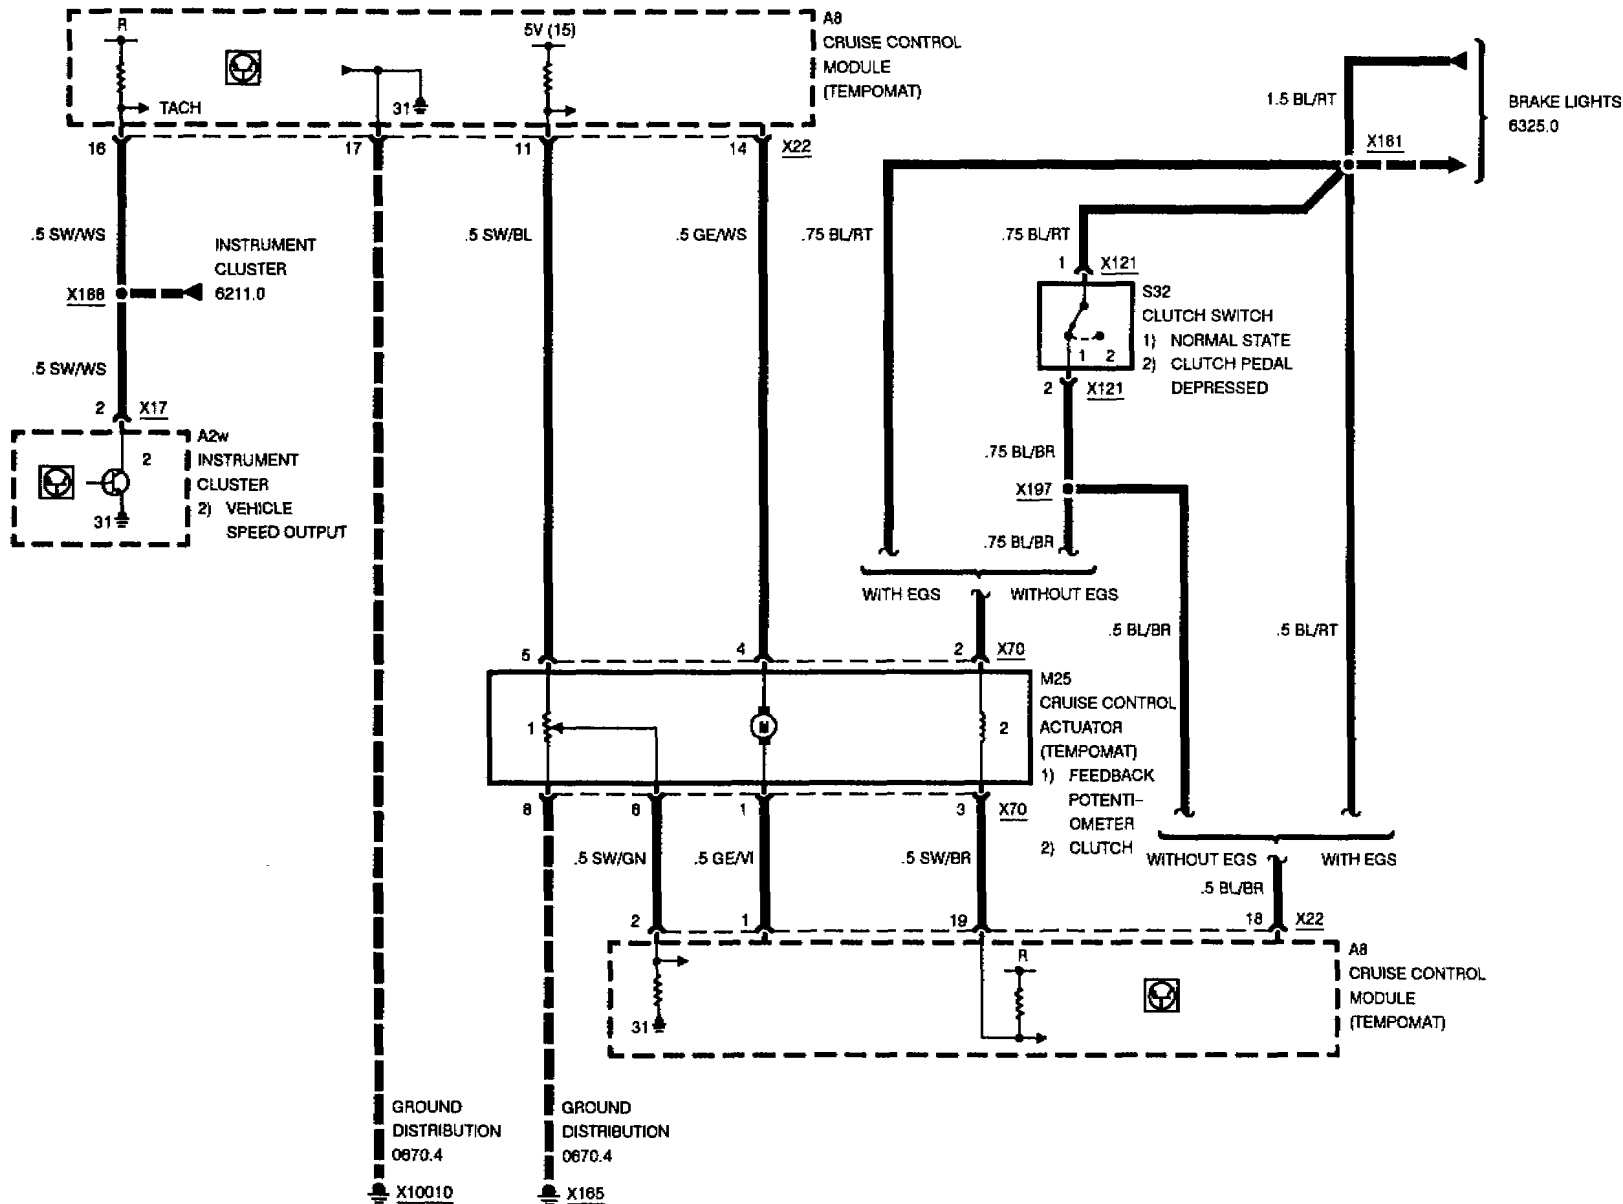 R
TACH
31
5V (15)
A8
CRUISE CONTROL
MODULE
(TEMPOMAT)
16
17
11
14
X22
1.5 BL/RT
BRAKE LIGHTS
6325.0
X181
.5 SW/WS
INSTRUMENT
CLUSTER
6211.0
X188
.5 SW/WS
2
X17
A2w
INSTRUMENT
CLUSTER
2) VEHICLE
SPEED OUTPUT
2
31
.5 SW/BL
.5 GE/WS
.75 BL/RT
.75 BL/RT
1
X121
S32
CLUTCH SWITCH
1) NORMAL STATE
2) CLUTCH PEDAL
DEPRESSED
1 2
2
X121
.75 BL/BR
X197
.75 BL/BR
WITH EGS
WITHOUT EGS
.5 BL/BR
.5 BL/RT
5
4
2
X70
M25
CRUISE CONTROL
ACTUATOR
(TEMPOMAT)
1) FEEDBACK
POTENTI-
OMETER
2) CLUTCH
1
M
2
8
6
1
3
X70
.5 SW/GN
.5 GE/VI
.5 SW/BR
WITHOUT EGS
WITH EGS
.5 BL/BR
2
1
19
18
X22
A8
CRUISE CONTROL
MODULE
(TEMPOMAT)
R
31
GROUND
DISTRIBUTION
0670.4
X10010
GROUND
DISTRIBUTION
0670.4
X165